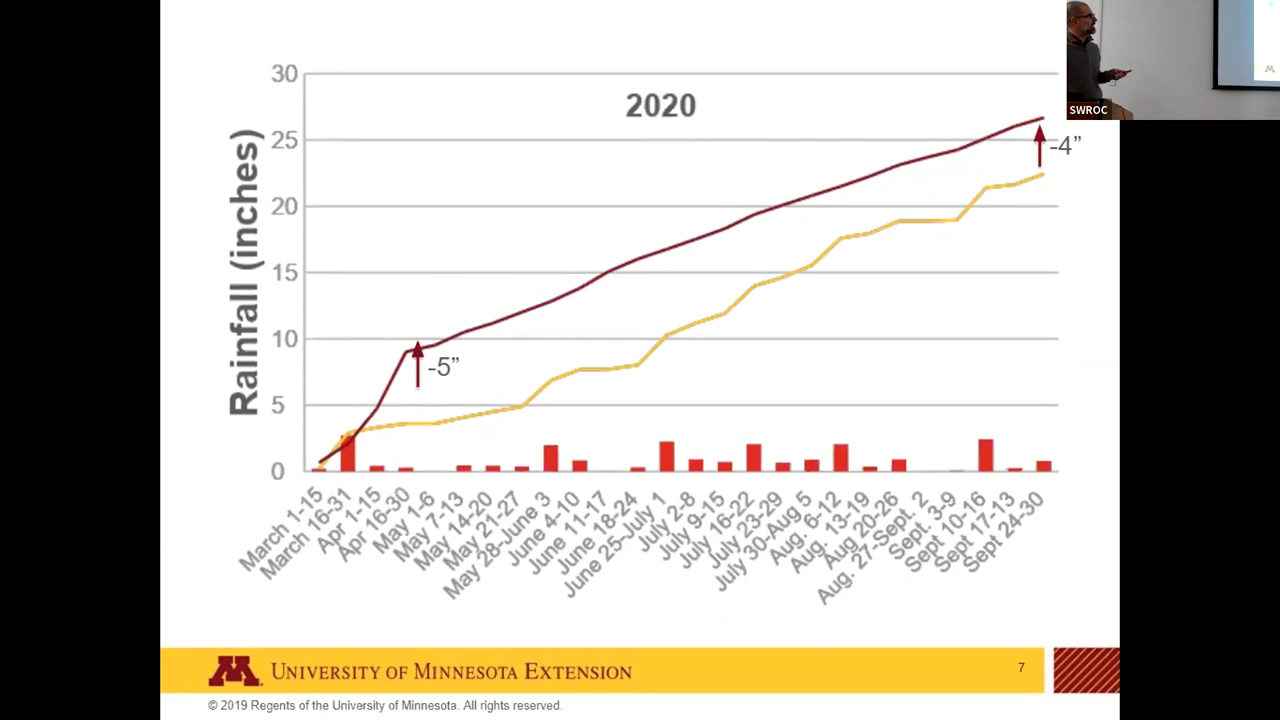 2020
SWROC
Rainfall (inches)
30
25
20
15
10
5
0
-5”
-4”
March 1-15
March 16-31
Apr 1-15
Apr 16-30
May 1-6
May 7-13
May 14-20
May 21-27
May 28-June 3
June 4-10
June 11-17
June 18-24
June 25-July 1
July 2-8
July 9-15
July 16-22
July 23-29
July 30-Aug 5
Aug. 6-12
Aug. 13-19
Aug 20-26
Aug. 27-Sept. 2
Sept. 3-9
Sept 10-16
Sept 17-13
Sept 24-30
M UNIVERSITY OF MINNESOTA EXTENSION
7
© 2019 Regents of the University of Minnesota. All rights reserved.